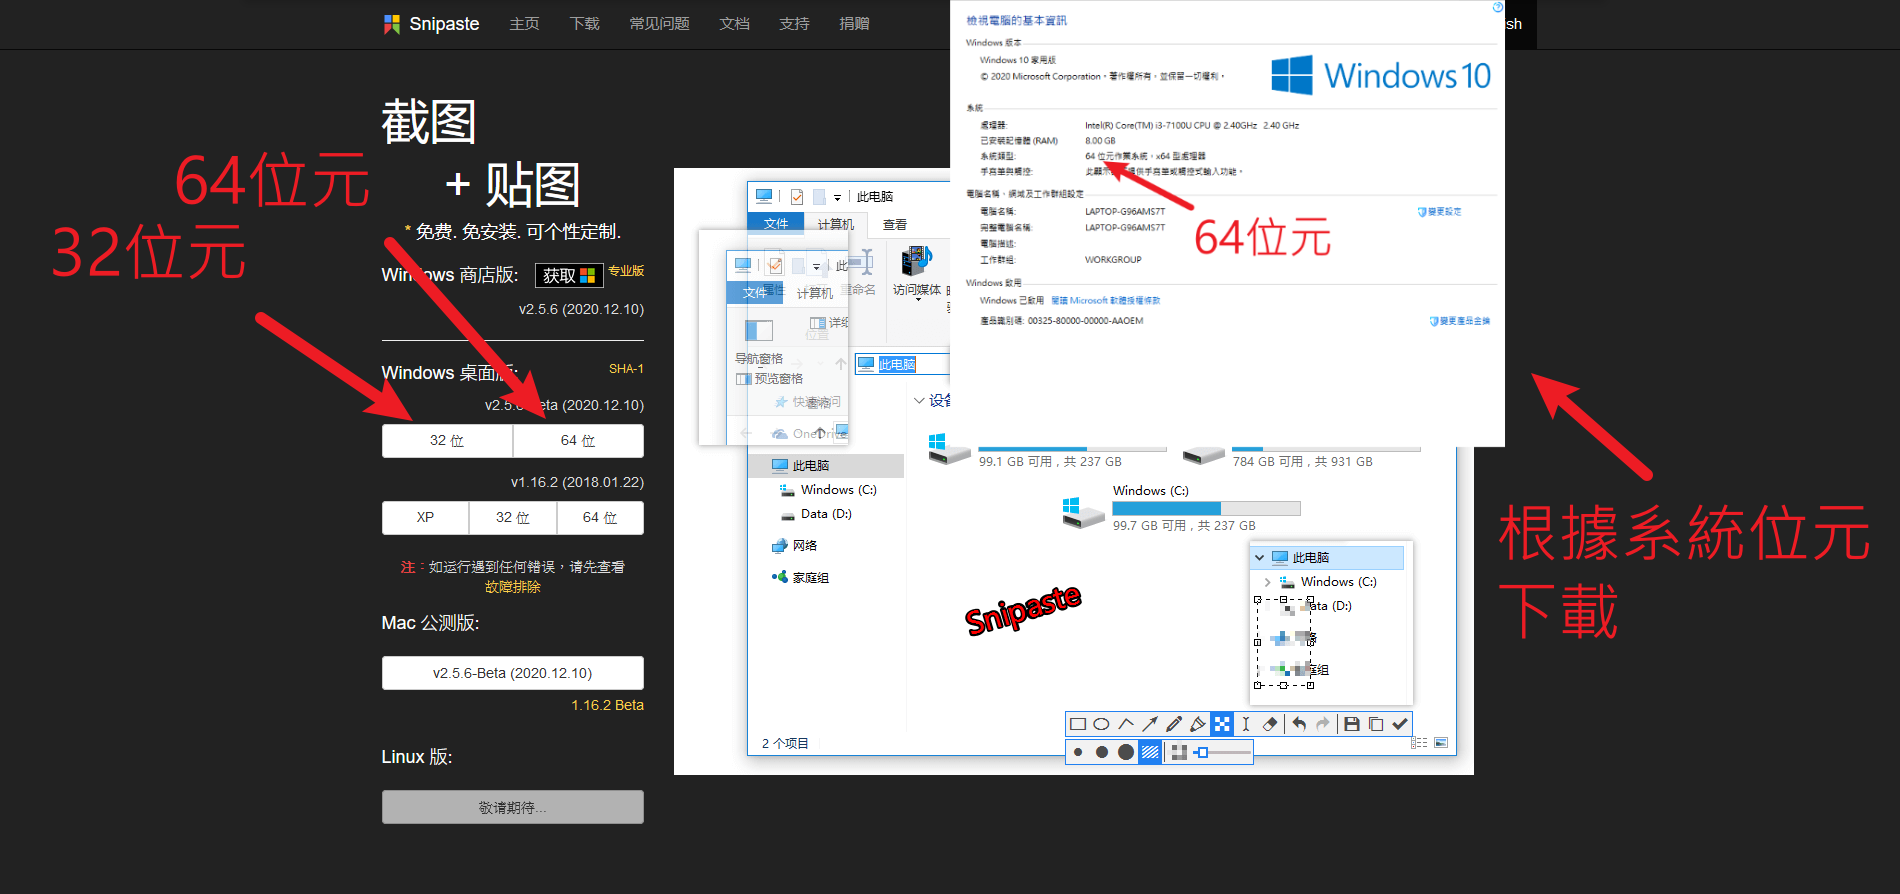 Snipaste 主页 下载 常见问题 文档 支持 捐赠
sh
截图
+ 贴图
* 免费. 免安装. 可个性定制.
Windows 商店版: 获取 专业版
v2.5.6 (2020.12.10)
Windows 桌面版: SHA-1
v2.5.6-Beta (2020.12.10)
32 位 64 位
v1.16.2 (2018.01.22)
XP 32 位 64 位
注：如运行遇到任何错误，请先查看
故障排除
Mac 公测版:
v2.5.6-Beta (2020.12.10)
1.16.2 Beta
Linux 版:
敬请期待...
64位元
32位元
此电脑
文件 计算机 查看
属性 重命名 访问媒体
此
文件 计算机
详细
位置
导航窗格
预览窗格
窗格
快速访问
OneDrive
此电脑
此电脑
Windows (C:)
Data (D:)
网络
家庭组
2 个项目
设备
99.1 GB 可用，共 237 GB
784 GB 可用，共 931 GB
Windows (C:)
99.7 GB 可用，共 237 GB
Snipaste
此电脑
Windows (C:)
ata (D:)
络
庭组
檢視電腦的基本資訊
Windows 版本
Windows 10 家用版
© 2020 Microsoft Corporation。著作權所有，並保留一切權利。
Windows 10
系統
處理器: Intel(R) Core(TM) i3-7100U CPU @ 2.40GHz 2.40 GHz
已安裝記憶體 (RAM) 8.00 GB
系統類型: 64 位元作業系統，x64 型處理器
手寫筆與觸控: 此顯示 提供手寫筆或觸控式輸入功能。
電腦名稱、網域及工作群組設定
電腦名稱: LAPTOP-G96AMS7T 變更設定
完整電腦名稱: LAPTOP-G96AMS7T
電腦描述:
工作群組: WORKGROUP
Windows 啟用
Windows 已啟用 閱讀 Microsoft 軟體授權條款
產品識別碼: 00325-80000-00000-AAOEM 變更產品金鑰
64位元
根據系統位元
下載